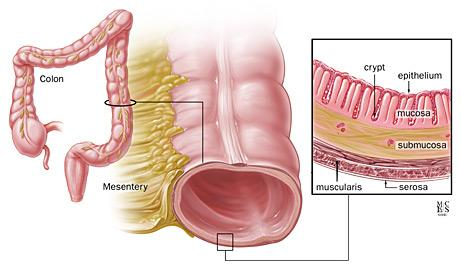 Colon
Mesentery
crypt
epithelium
mucosa
submucosa
muscularis
serosa